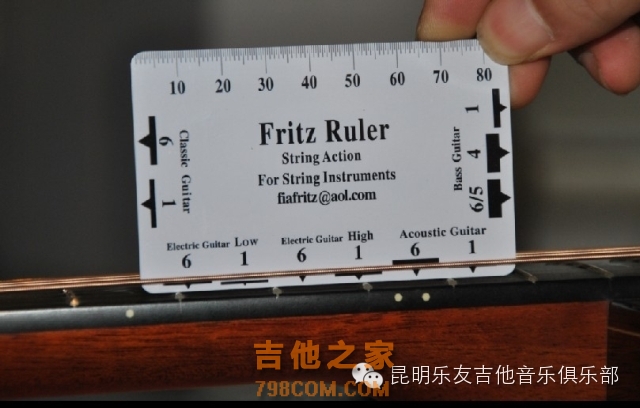 10 20 30 40 50 60 70 80
Fritz Ruler
String Action
For String Instruments
fiafritz@aol.com
6 1
Classic Guitar
1 4 6/5
Bass Guitar
Electric Guitar Low
6 1
Electric Guitar High
6 1
Acoustic Guitar
6 1
吉他之家
798COM.COM
昆明乐友吉他音乐俱乐部